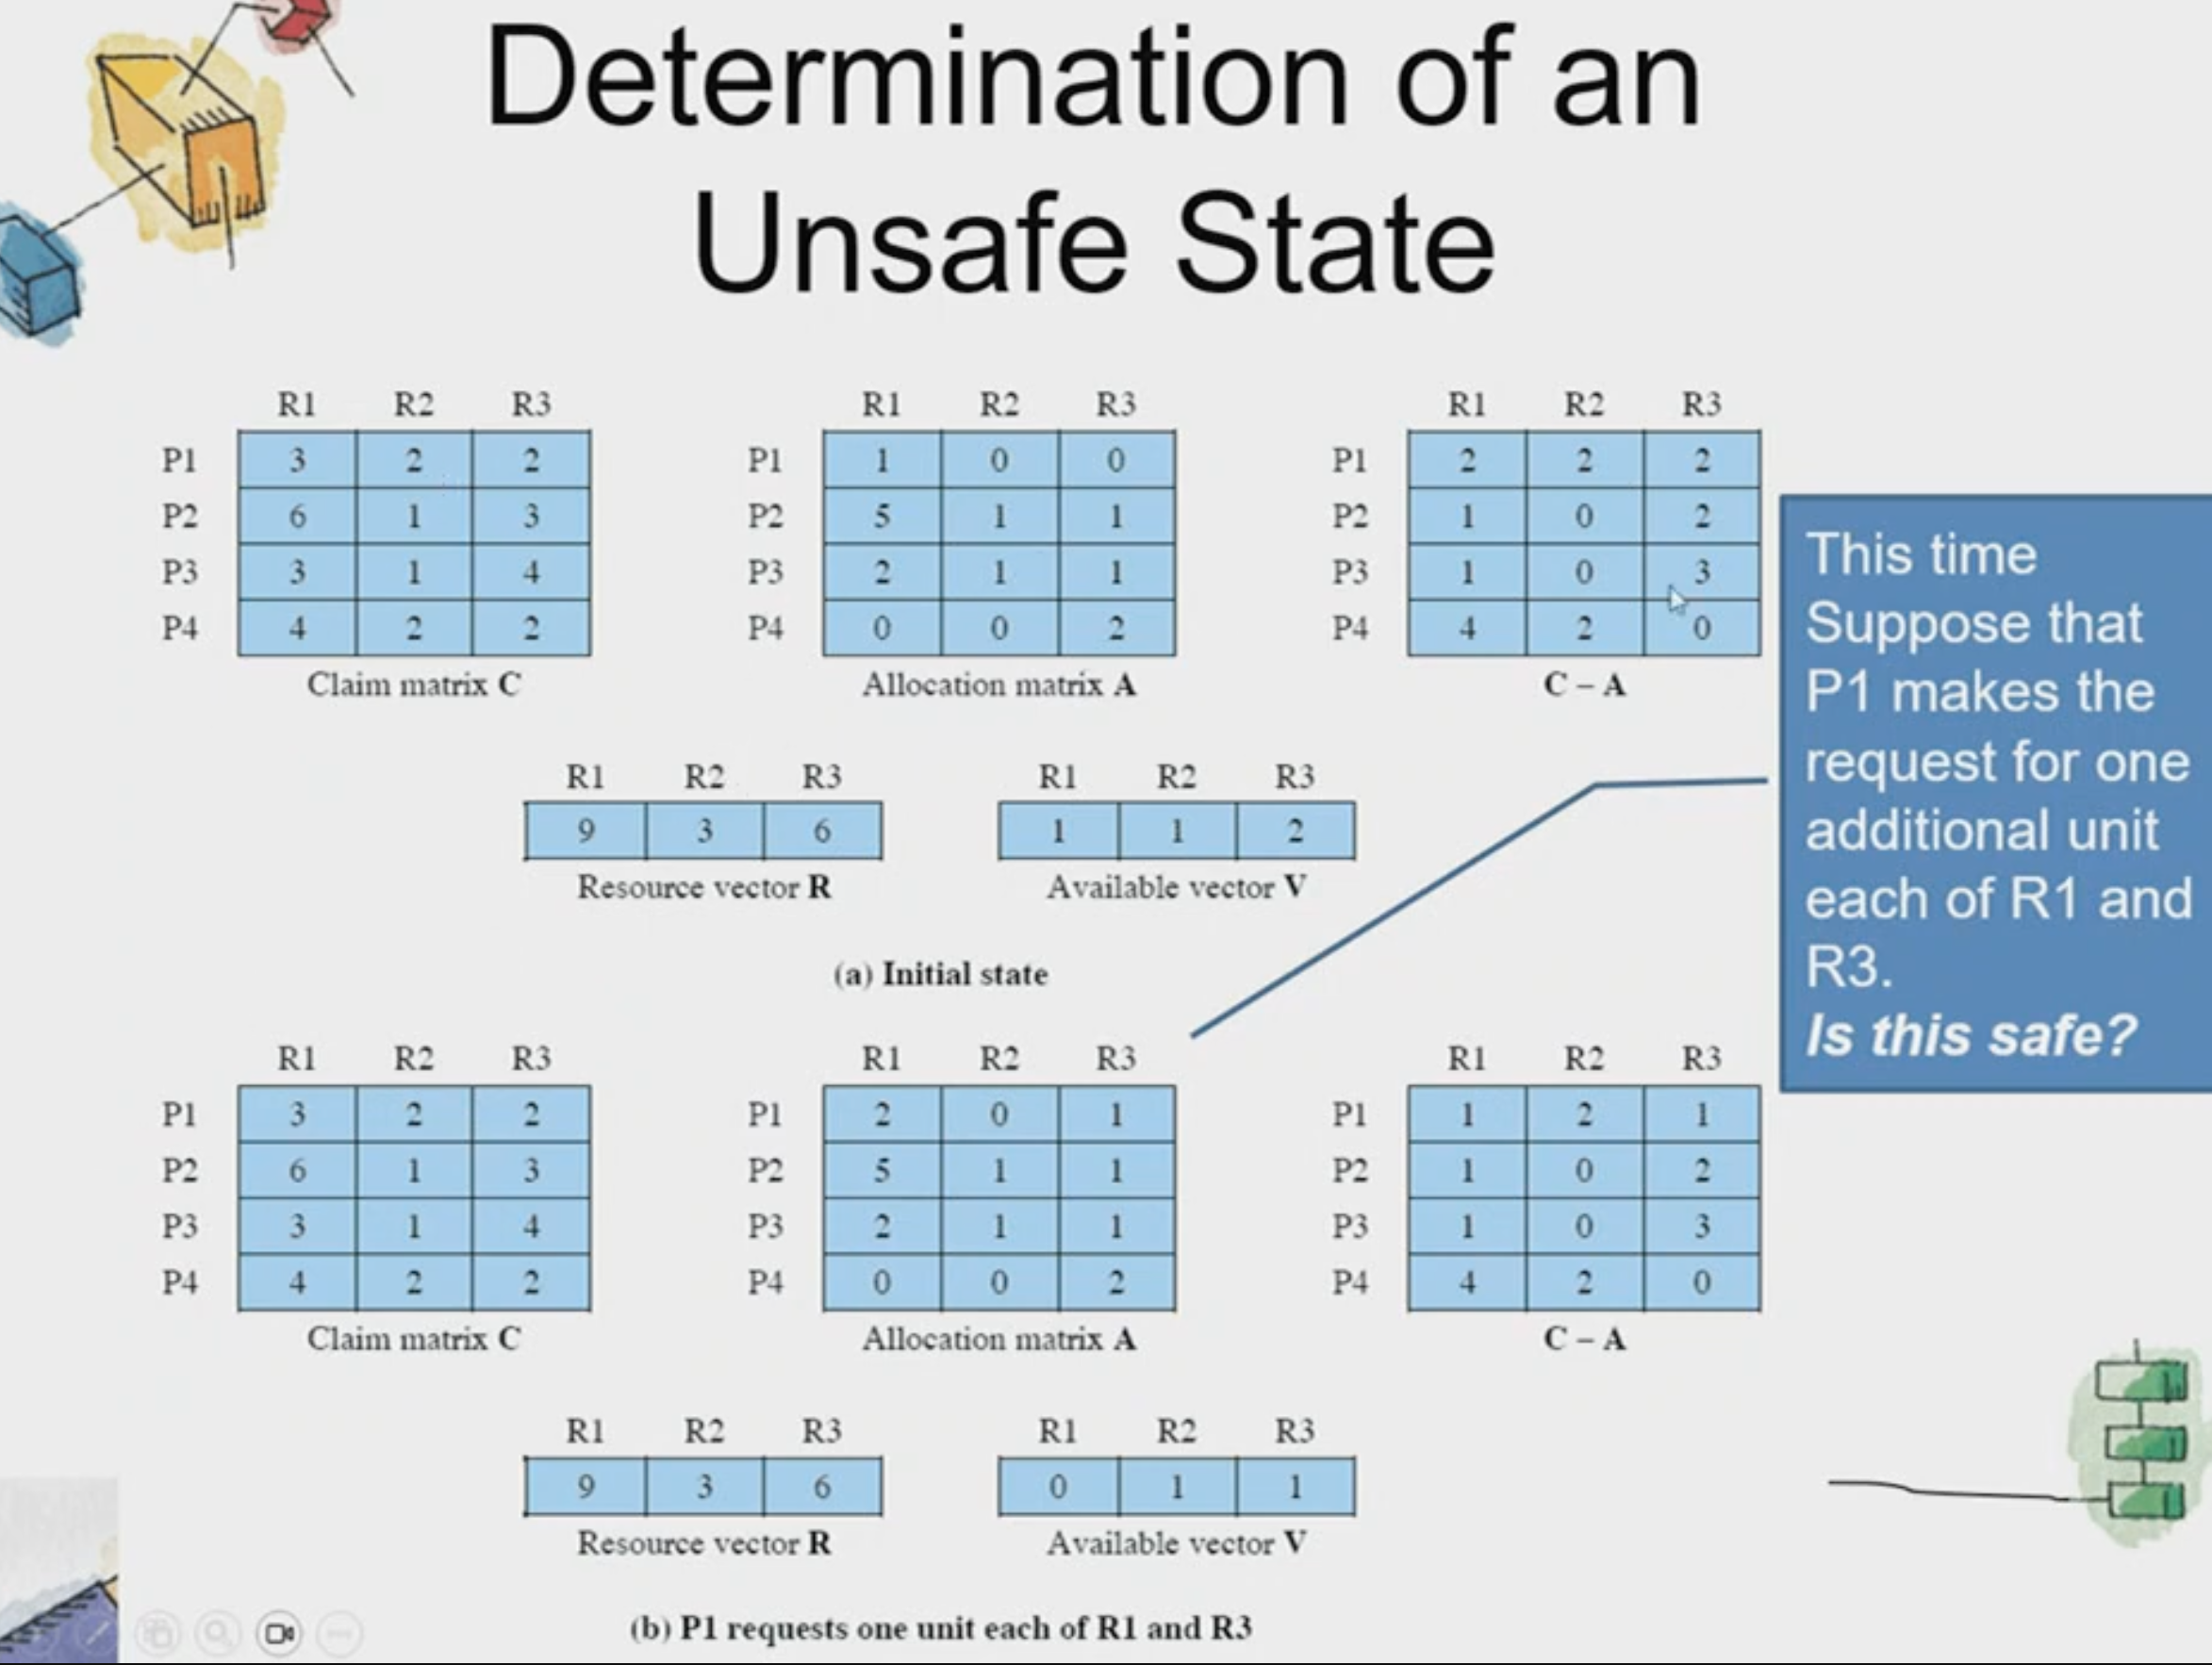 Determination of an
Unsafe State
R1 R2 R3
P1 3 2 2
P2 6 1 3
P3 3 1 4
P4 4 2 2
Claim matrix C
R1 R2 R3
P1 1 0 0
P2 5 1 1
P3 2 1 1
P4 0 0 2
Allocation matrix A
R1 R2 R3
P1 2 2 2
P2 1 0 2
P3 1 0 3
P4 4 2 0
C – A
R1 R2 R3
9 3 6
Resource vector R
R1 R2 R3
1 1 2
Available vector V
(a) Initial state
This time
Suppose that
P1 makes the
request for one
additional unit
each of R1 and
R3.
Is this safe?
R1 R2 R3
P1 3 2 2
P2 6 1 3
P3 3 1 4
P4 4 2 2
Claim matrix C
R1 R2 R3
P1 2 0 1
P2 5 1 1
P3 2 1 1
P4 0 0 2
Allocation matrix A
R1 R2 R3
P1 1 2 1
P2 1 0 2
P3 1 0 3
P4 4 2 0
C – A
R1 R2 R3
9 3 6
Resource vector R
R1 R2 R3
0 1 1
Available vector V
(b) P1 requests one unit each of R1 and R3